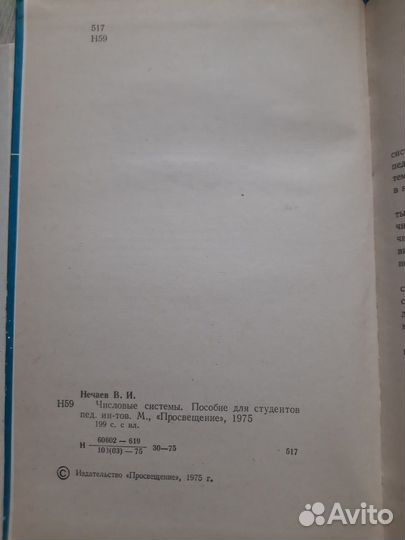 517
Н59
Нечаев В. И.
Н59 Числовые системы. Пособие для студентов
пед. ин-тов. М., «Просвещение», 1975
199 с. с ил.
60602 — 619
Н 30—75 517
103(03) — 75
© Издательство «Просвещение», 1975 г.
Avito